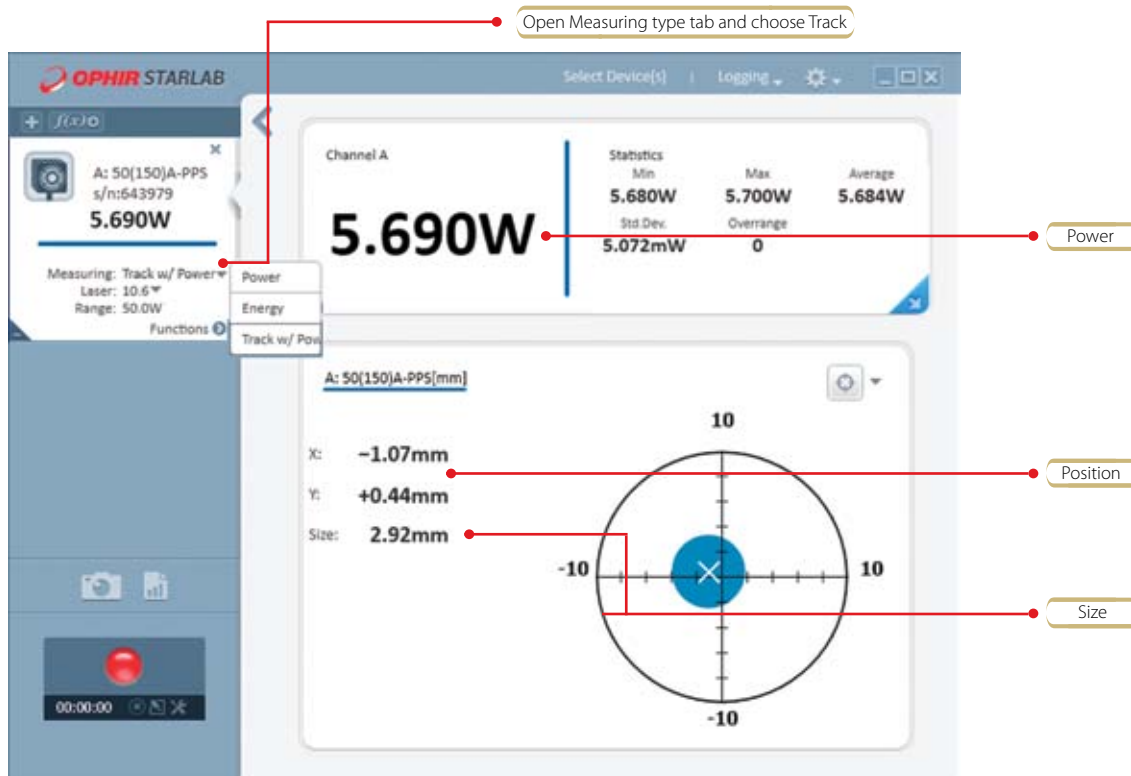 Open Measuring type tab and choose Track
OPHIR STARLAB
Select Device(s) | Logging
f(x)
A: 50(150)A-PPS
s/n:643979
5.690W
Measuring: Track w/ Power
Laser: 10.6
Range: 50.0W
Functions
Power
Energy
Track w/ Pow
Channel A
5.690W
Statistics
Min Max Average
5.680W 5.700W 5.684W
Std.Dev. Overrange
5.072mW 0
Power
A: 50(150)A-PPS[mm]
X: -1.07mm
Y: +0.44mm
Size: 2.92mm
10
-10
10
-10
Position
Size
00:00:00